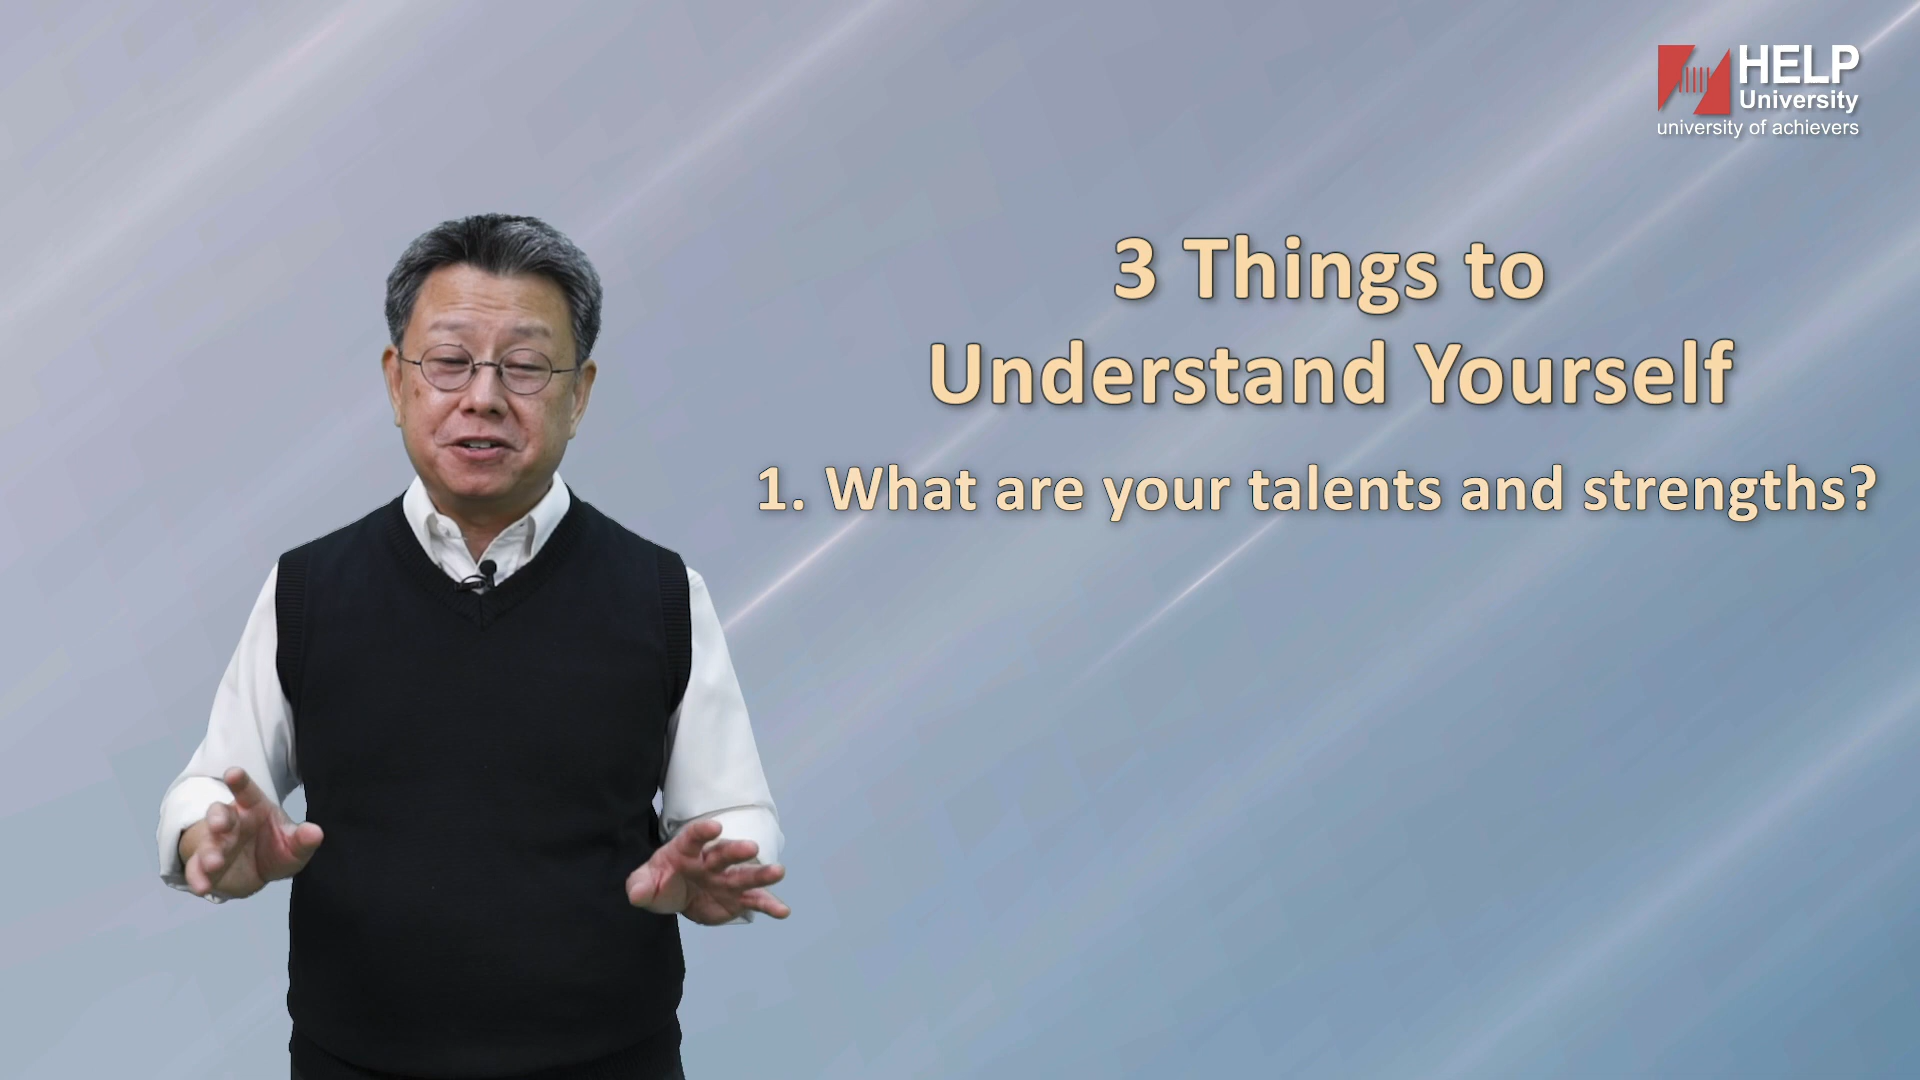 HELP
University
university of achievers
3 Things to
Understand Yourself
1. What are your talents and strengths?